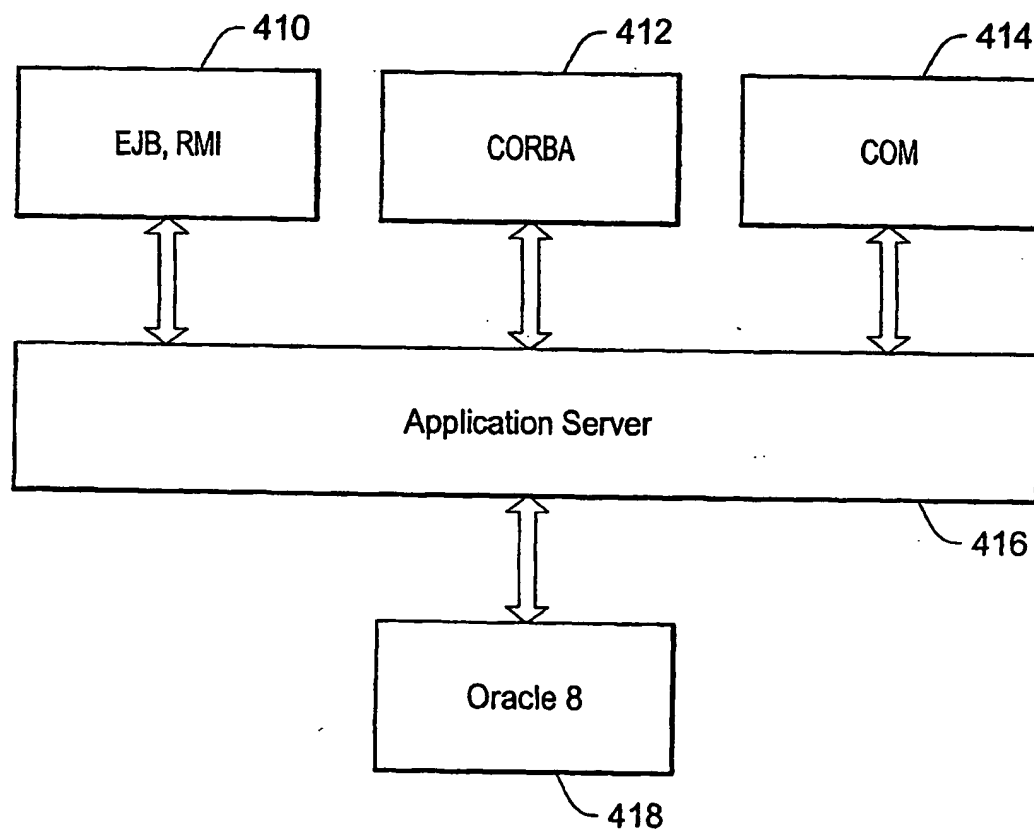 410
412
414
EJB, RMI
CORBA
COM
Application Server
416
Oracle 8
418